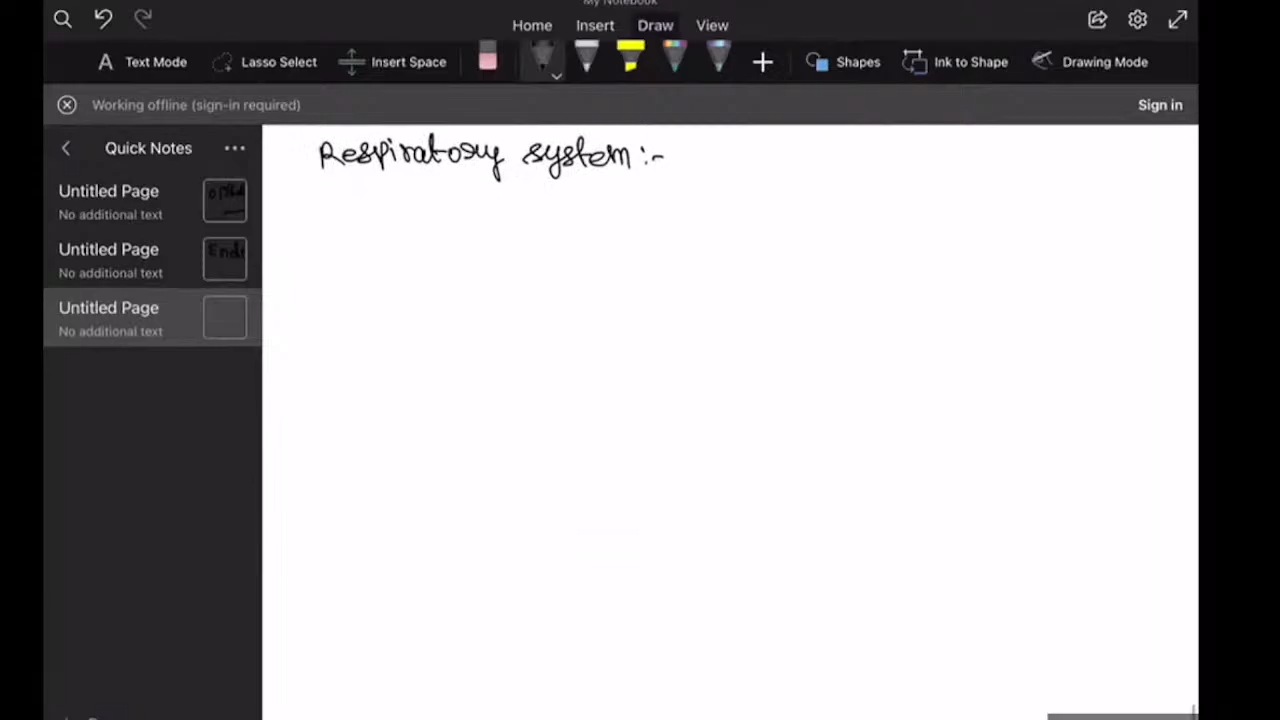 My Notebook
Home Insert Draw View
Text Mode Lasso Select Insert Space Shapes Ink to Shape Drawing Mode
Working offline (sign-in required) Sign in
Quick Notes
Respiratory system :-
Untitled Page
No additional text
Untitled Page
No additional text
Untitled Page
No additional text